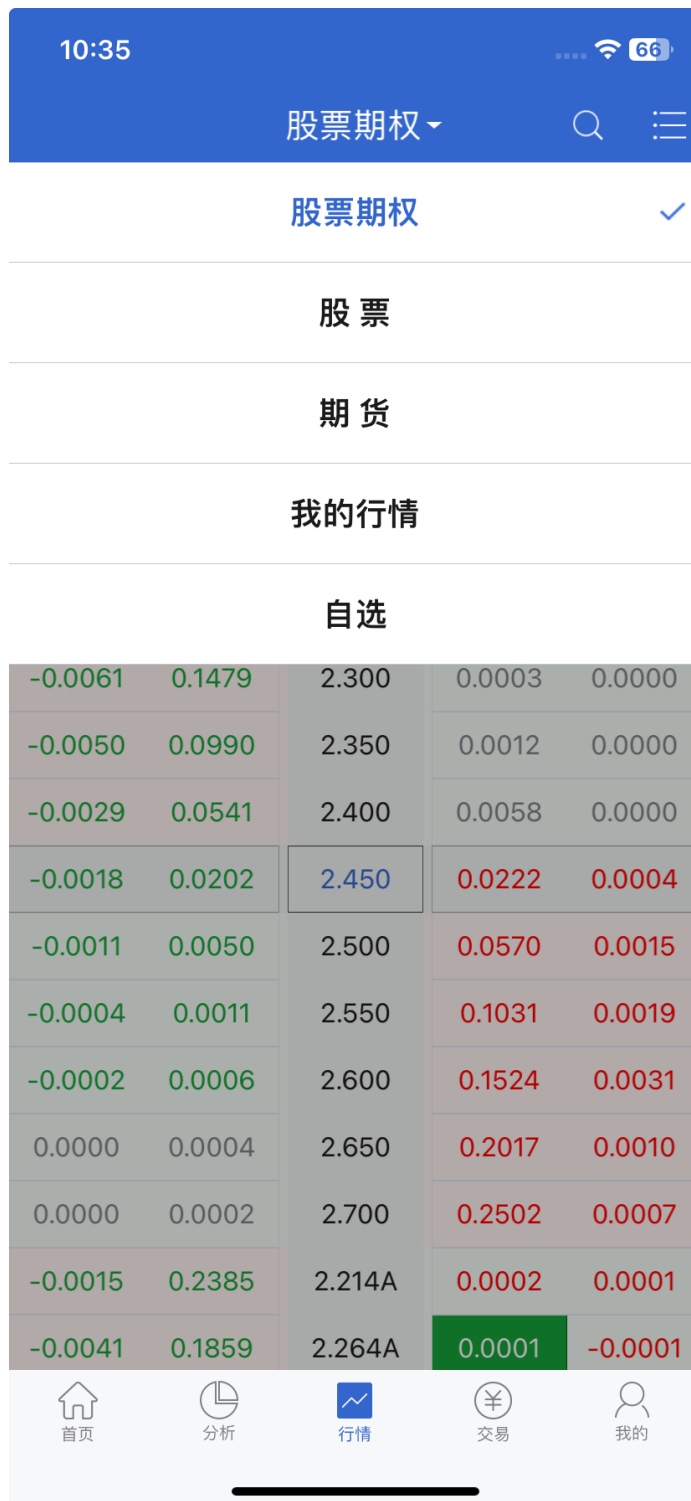 10:35 66
股票期权
股票期权
股 票
期 货
我的行情
自选
-0.0061 0.1479 2.300 0.0003 0.0000
-0.0050 0.0990 2.350 0.0012 0.0000
-0.0029 0.0541 2.400 0.0058 0.0000
-0.0018 0.0202 2.450 0.0222 0.0004
-0.0011 0.0050 2.500 0.0570 0.0015
-0.0004 0.0011 2.550 0.1031 0.0019
-0.0002 0.0006 2.600 0.1524 0.0031
0.0000 0.0004 2.650 0.2017 0.0010
0.0000 0.0002 2.700 0.2502 0.0007
-0.0015 0.2385 2.214A 0.0002 0.0001
-0.0041 0.1859 2.264A 0.0001 -0.0001
首页 分析 行情 交易 我的